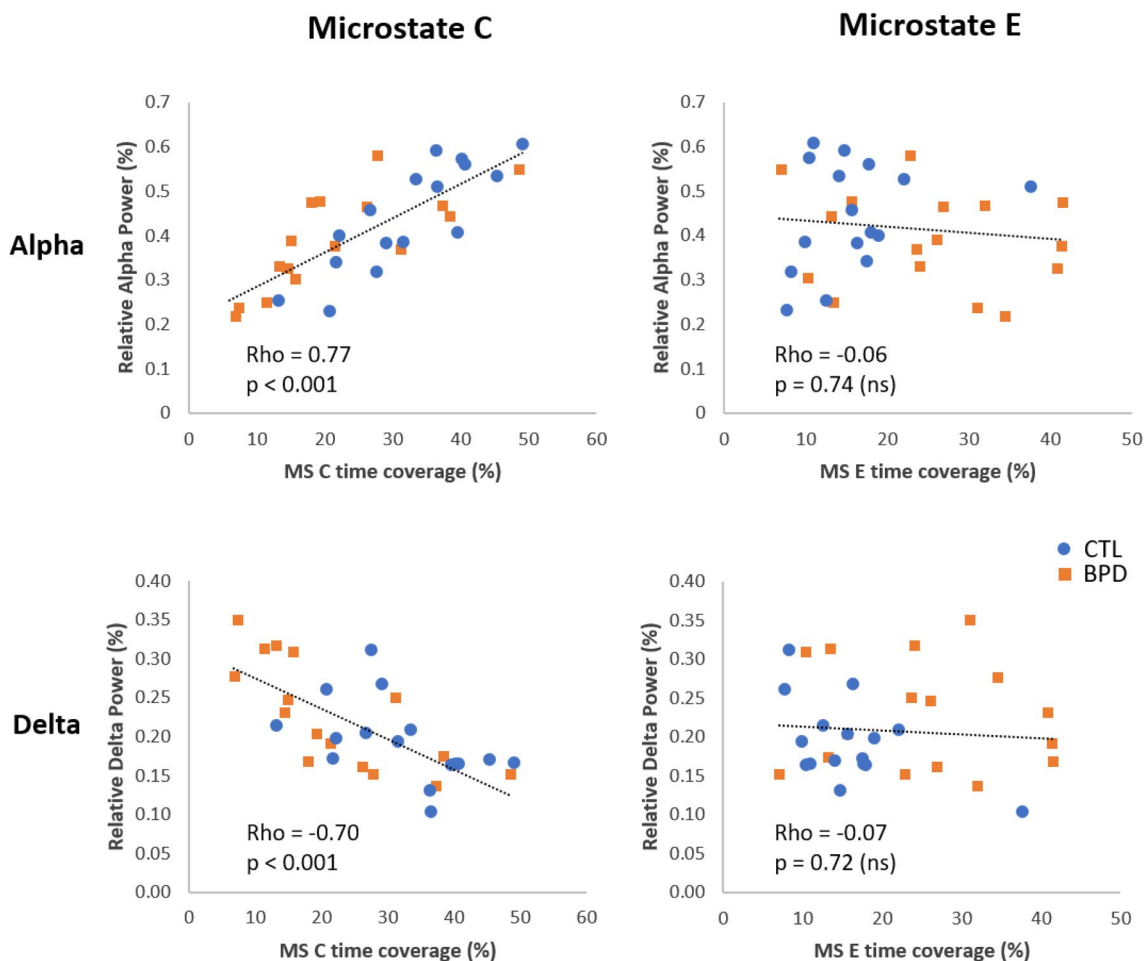 Microstate C
Microstate E
Alpha
Relative Alpha Power (%)
0.7
0.6
0.5
0.4
0.3
0.2
0.1
0
Rho = 0.77
p < 0.001
0 10 20 30 40 50 60
MS C time coverage (%)
Relative Alpha Power (%)
0.7
0.6
0.5
0.4
0.3
0.2
0.1
0
Rho = -0.06
p = 0.74 (ns)
0 10 20 30 40 50
MS E time coverage (%)
CTL
BPD
Delta
Relative Delta Power (%)
0.40
0.35
0.30
0.25
0.20
0.15
0.10
0.05
0.00
Rho = -0.70
p < 0.001
0 10 20 30 40 50 60
MS C time coverage (%)
Relative Delta Power (%)
0.40
0.35
0.30
0.25
0.20
0.15
0.10
0.05
0.00
Rho = -0.07
p = 0.72 (ns)
0 10 20 30 40 50
MS E time coverage (%)